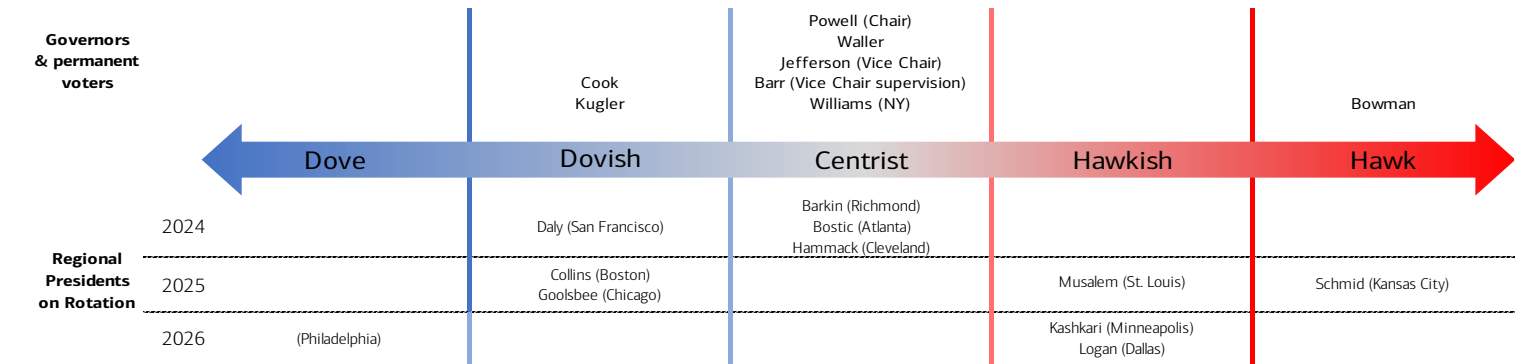 Governors
& permanent
voters
Cook
Kugler
Powell (Chair)
Waller
Jefferson (Vice Chair)
Barr (Vice Chair supervision)
Williams (NY)
Bowman
Dove
Dovish
Centrist
Hawkish
Hawk
Regional
Presidents
on Rotation
2024
Daly (San Francisco)
Barkin (Richmond)
Bostic (Atlanta)
Hammack (Cleveland)
2025
Collins (Boston)
Goolsbee (Chicago)
Musalem (St. Louis)
Schmid (Kansas City)
2026
(Philadelphia)
Kashkari (Minneapolis)
Logan (Dallas)